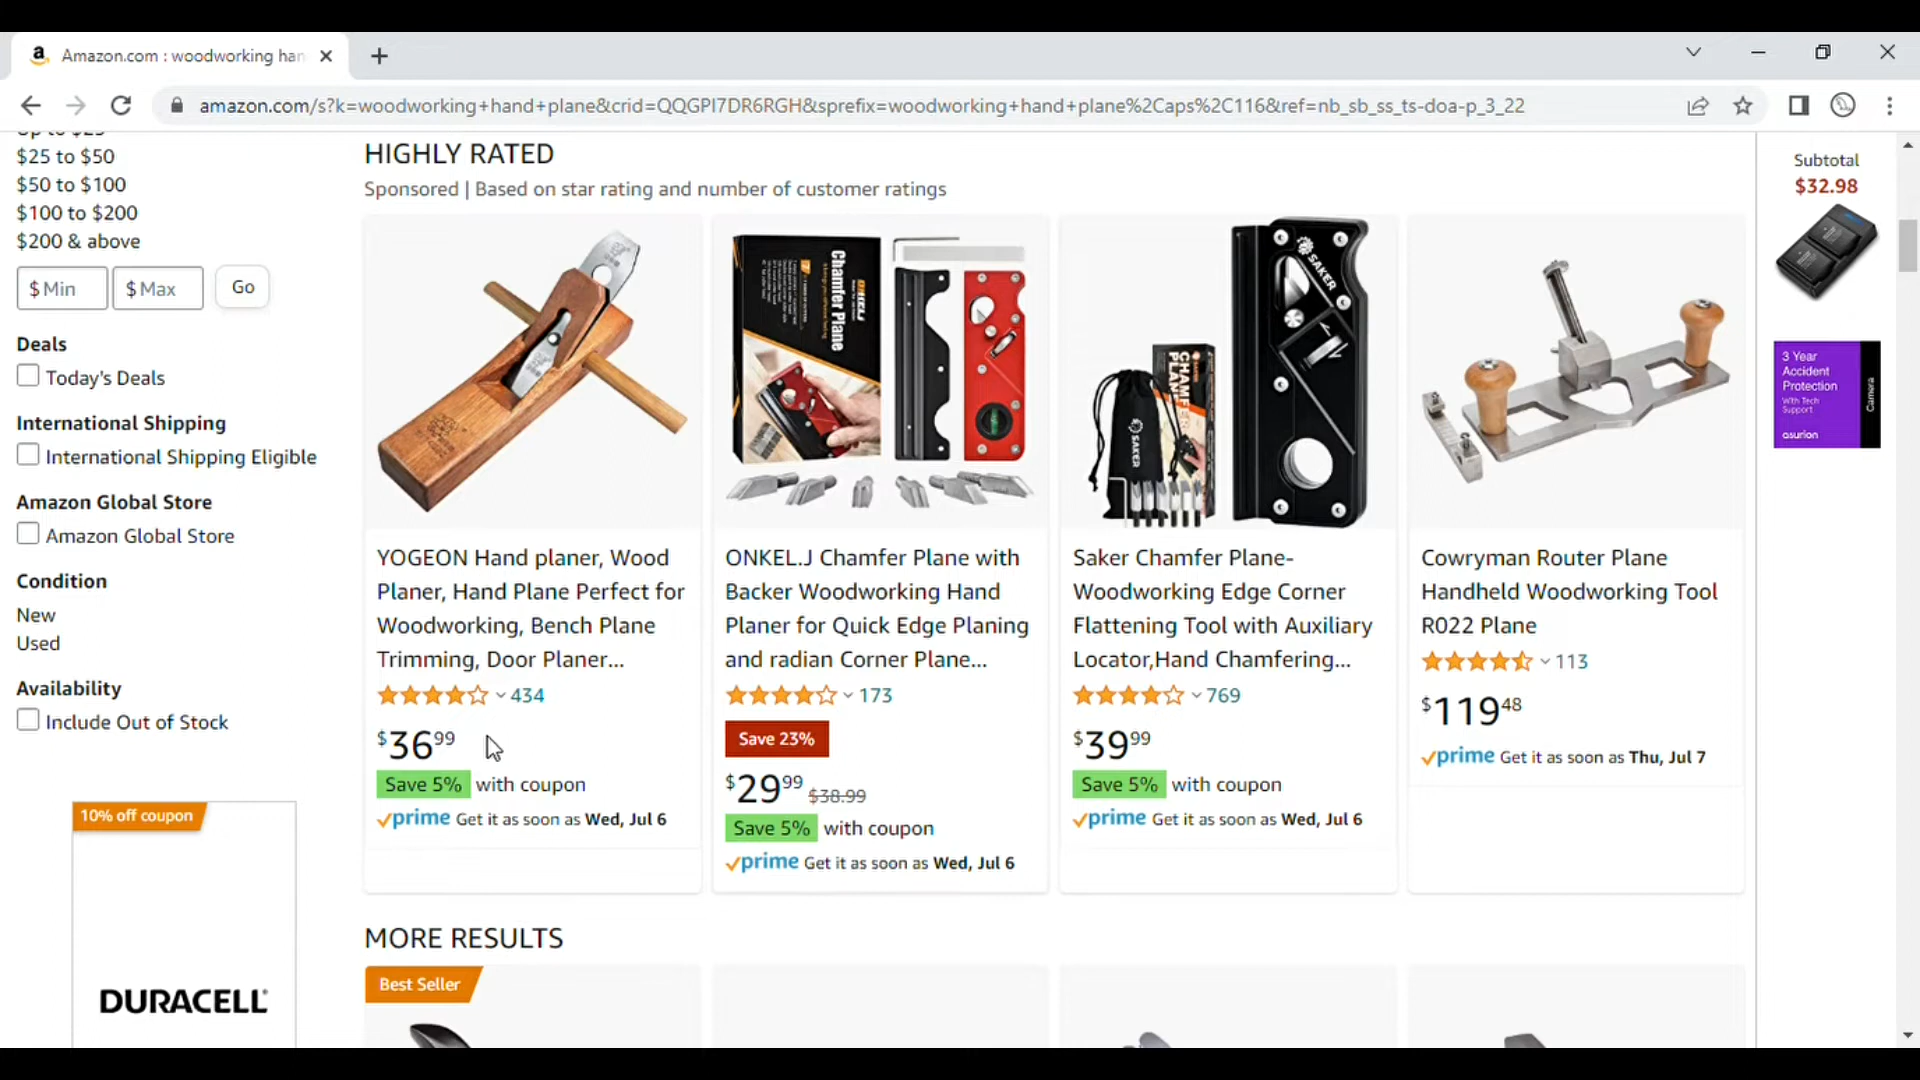 Amazon.com : woodworking han
amazon.com/s?k=woodworking+hand+plane&crid=QQGPI7DR6RGH&sprefix=woodworking+hand+plane%2Caps%2C116&ref=nb_sb_ss_ts-doa-p_3_22
Up to $25
$25 to $50
$50 to $100
$100 to $200
$200 & above
$ Min
$ Max
Go
Deals
Today's Deals
International Shipping
International Shipping Eligible
Amazon Global Store
Amazon Global Store
Condition
New
Used
Availability
Include Out of Stock
10% off coupon
DURACELL
HIGHLY RATED
Sponsored | Based on star rating and number of customer ratings
YOGEON Hand planer, Wood
Planer, Hand Plane Perfect for
Woodworking, Bench Plane
Trimming, Door Planer...
434
$36.99
Save 5% with coupon
prime Get it as soon as Wed, Jul 6
ONKEL.J
Chamfer Plane
ONKEL.J Chamfer Plane with
Backer Woodworking Hand
Planer for Quick Edge Planing
and radian Corner Plane...
173
Save 23%
$29.99 $38.99
Save 5% with coupon
prime Get it as soon as Wed, Jul 6
SAKER
SAKER
Saker Chamfer Plane-
Woodworking Edge Corner
Flattening Tool with Auxiliary
Locator,Hand Chamfering...
769
$39.99
Save 5% with coupon
prime Get it as soon as Wed, Jul 6
Cowryman Router Plane
Handheld Woodworking Tool
R022 Plane
113
$119.48
prime Get it as soon as Thu, Jul 7
MORE RESULTS
Best Seller
Subtotal
$32.98
3 Year
Accident
Protection
With Tech
Support
asurion
Camera